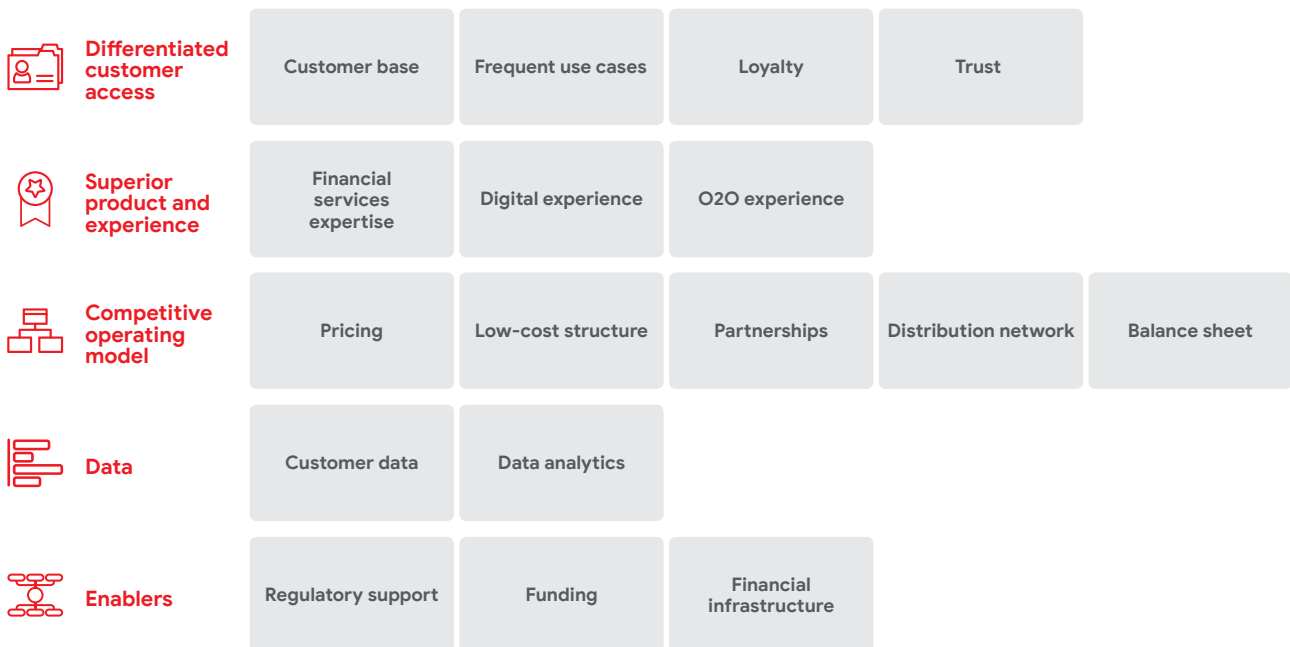 Differentiated
customer
access
Customer base
Frequent use cases
Loyalty
Trust
Superior
product and
experience
Financial
services
expertise
Digital experience
O2O experience
Competitive
operating
model
Pricing
Low-cost structure
Partnerships
Distribution network
Balance sheet
Data
Customer data
Data analytics
Enablers
Regulatory support
Funding
Financial
infrastructure